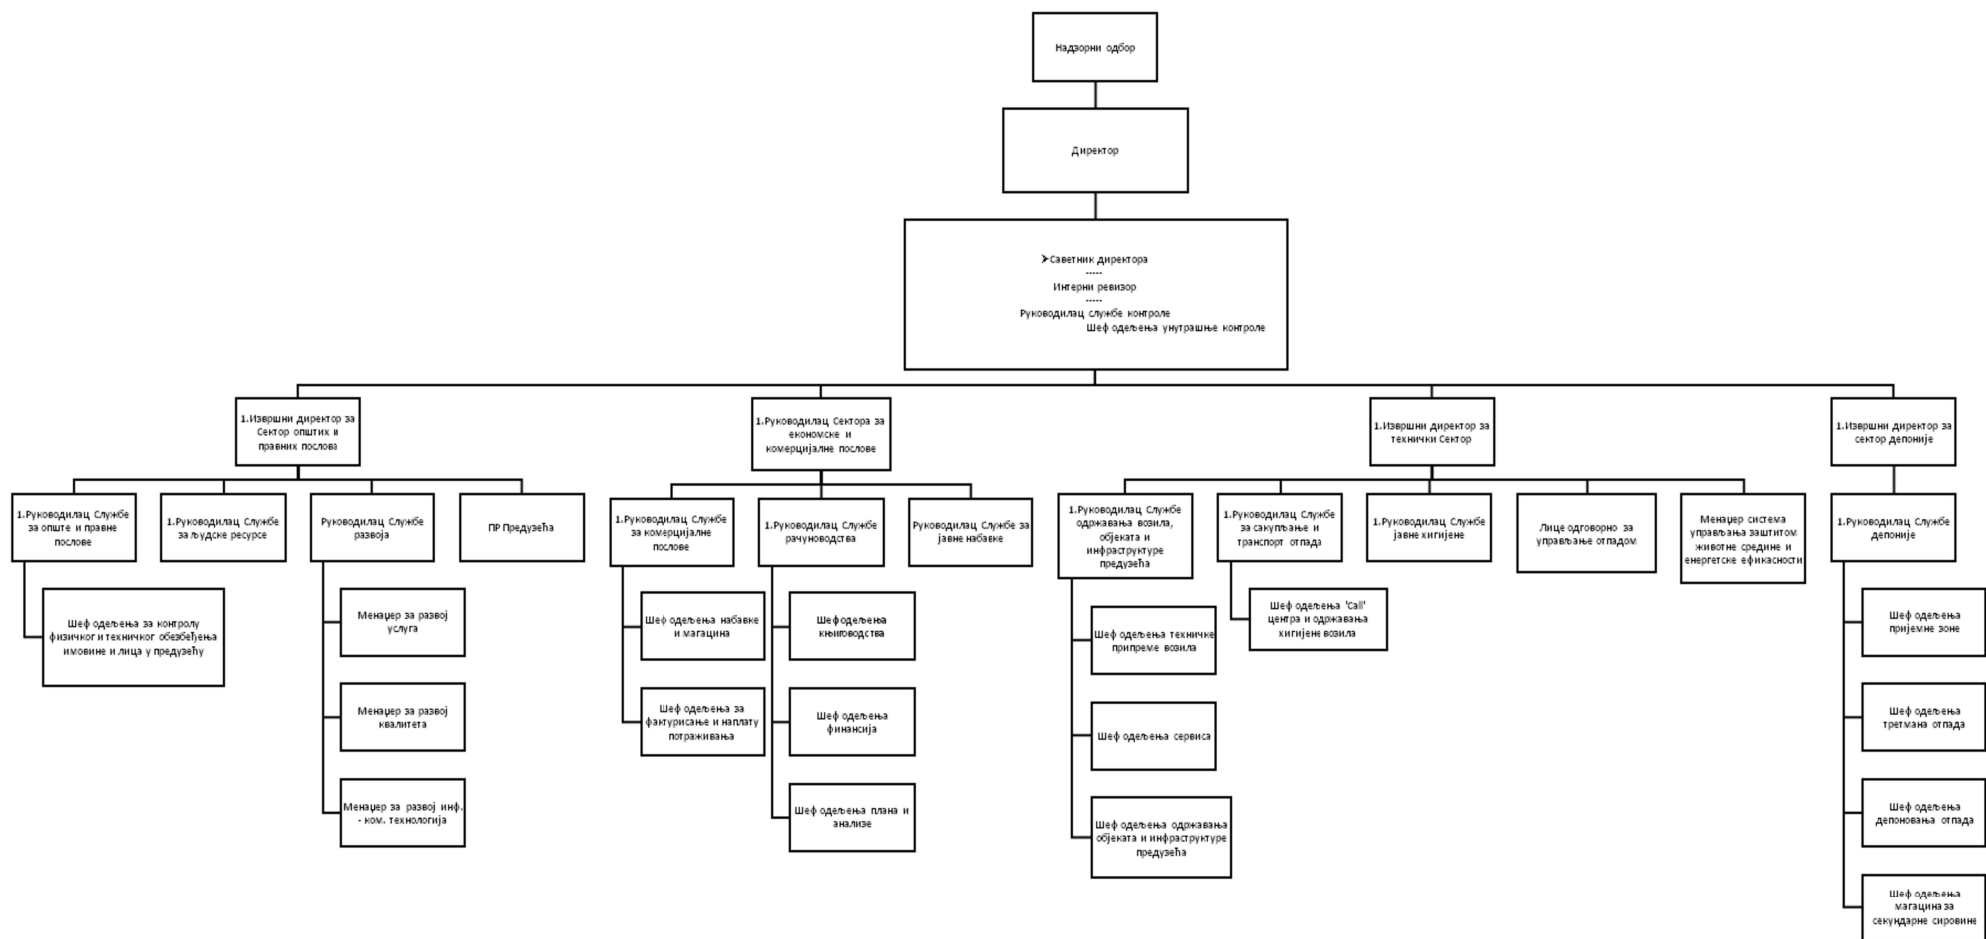 Надзорни одбор
Директор
➤Саветник директора
-----
Интерни ревизор
-----
Руководилац службе контроле
Шеф одељења унутрашње контроле
1.Извршни директор за
Сектор општих и
правних послова
1.Руководилац Сектора за
економске и
комерцијалне послове
1.Извршни директор за
технички Сектор
1.Извршни директор за
сектор депоније
1.Руководилац Службе
за опште и правне
послове
1.Руководилац Службе
за људске ресурсе
Руководилац Службе
развоја
ПР Предузећа
1.Руководилац Службе
за комерцијалне
послове
1.Руководилац Службе
рачуноводства
Руководилац Службе за
јавне набавке
1.Руководилац Службе
одржавања возила,
објеката и
инфраструктуре
предузећа
1.Руководилац Службе
за сакупљање и
транспорт отпада
1.Руководилац Службе
јавне хигијене
Лице одговорно за
управљање отпадом
Менаџер система
управљања заштитом
животне средине и
енергетске ефикасности
1.Руководилац Службе
депоније
Шеф одељења за контролу
физичког и техничког обезбеђења
имовине и лица у предузећу
Менаџер за развој
услуга
Менаџер за развој
квалитета
Менаџер за развој инф.
- ком. технологија
Шеф одељења набавке
и магацина
Шеф одељења за
фактурисање и наплату
потраживања
Шеф одељења
књиговодства
Шеф одељења
финансија
Шеф одељења плана и
анализе
Шеф одељења техничке
припреме возила
Шеф одељења сервиса
Шеф одељења одржавања
објеката и инфраструктуре
предузећа
Шеф одељења 'Call'
центра и одржавања
хигијене возила
Шеф одељења
пријемне зоне
Шеф одељења
третмана отпада
Шеф одељења
депоновања отпада
Шеф одељења
магацина за
секундарне сировине